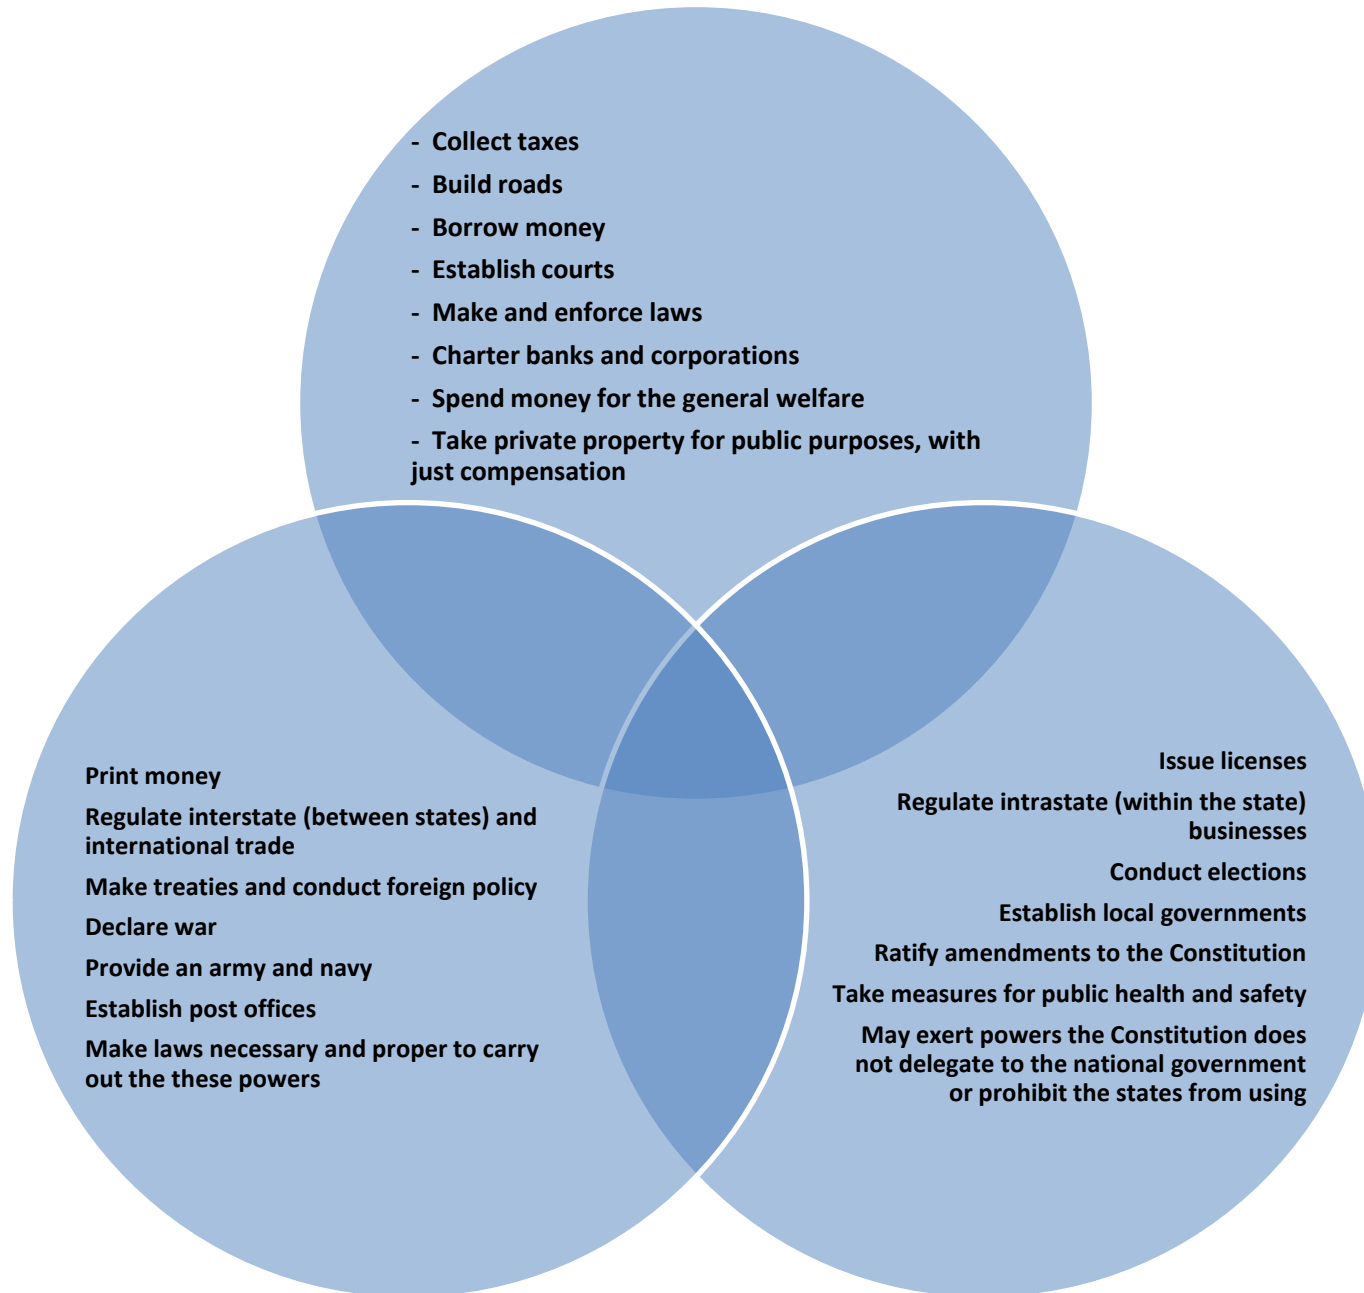 - Collect taxes
- Build roads
- Borrow money
- Establish courts
- Make and enforce laws
- Charter banks and corporations
- Spend money for the general welfare
- Take private property for public purposes, with
just compensation
Print money
Regulate interstate (between states) and
international trade
Make treaties and conduct foreign policy
Declare war
Provide an army and navy
Establish post offices
Make laws necessary and proper to carry
out the these powers
Issue licenses
Regulate intrastate (within the state)
businesses
Conduct elections
Establish local governments
Ratify amendments to the Constitution
Take measures for public health and safety
May exert powers the Constitution does
not delegate to the national government
or prohibit the states from using